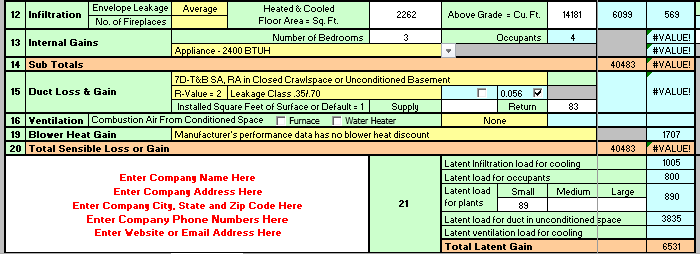 12 Infiltration Envelope Leakage Average Heated & Cooled 2262 Above Grade = Cu. Ft. 14181 6099 569
No. of Fireplaces Floor Area = Sq. Ft.
13 Internal Gains Number of Bedrooms 3 Occupants 4 #VALUE!
Appliance - 2400 BTUH #VALUE!
14 Sub Totals 40483 #VALUE!
15 Duct Loss & Gain 7D-T&B SA, RA in Closed Crawlspace or Unconditioned Basement #VALUE!
R-Value = 2 Leakage Class .35/.70 0.056
Installed Square Feet of Surface or Default = 1 Supply Return 83
16 Ventilation Combustion Air From Conditioned Space Furnace Water Heater None
19 Blower Heat Gain Manufacturer's performance data has no blower heat discount 1707
20 Total Sensible Loss or Gain 40483 #VALUE!
Enter Company Name Here
Enter Company Address Here
Enter Company City, State and Zip Code Here
Enter Company Phone Numbers Here
Enter Website or Email Address Here
21
Latent Infiltration load for cooling 1005
Latent load for occupants 800
Latent load for plants Small Medium Large 890
89
Latent load for duct in unconditioned space 3835
Latent ventilation load for cooling
Total Latent Gain 6531